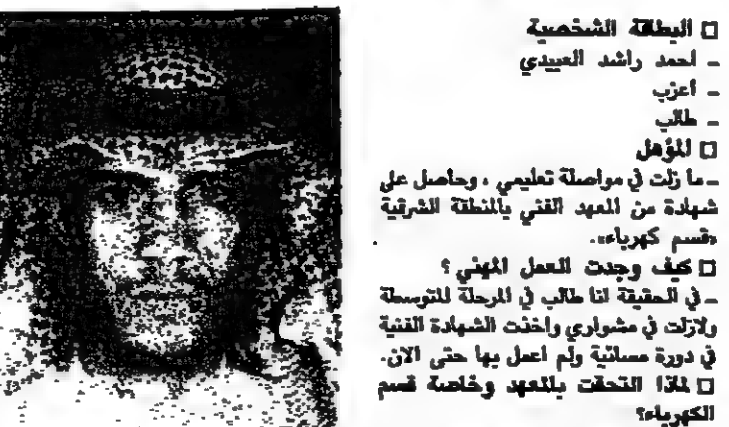 □ البطاقة الشخصية
ـ احمد راشد العبيدي
ـ أعزب
ـ طالب
□ المؤهل
ـ ما زلت في مواصلة تعليمي ، وحاصل على
شهادة من المعهد الفني بالمنطقة الشرقية
«قسم كهرباء».
□ كيف وجدت العمل المهني ؟
ـ في الحقيقة انا طالب في المرحلة المتوسطة
ولازلت في مشواري واخذت الشهادة الفنية
في دورة مسائية ولم اعمل بها حتى الان.
□ لماذا التحقت بالمعهد وخاصة قسم
الكهرباء؟